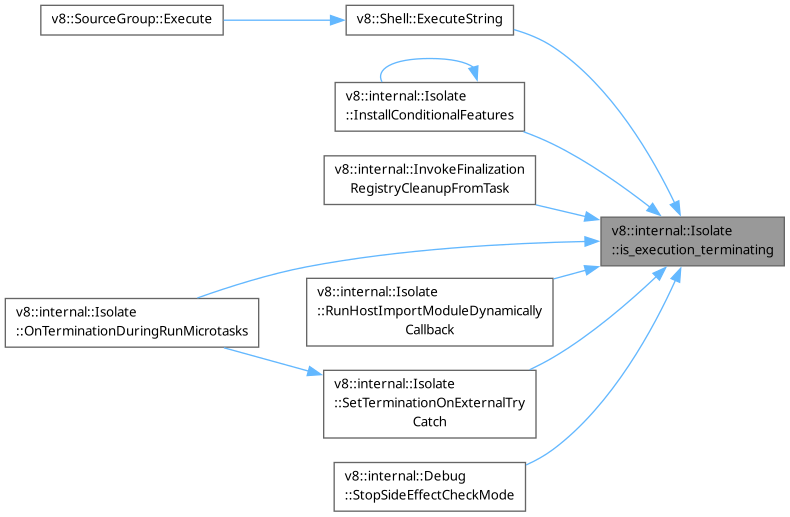 v8::SourceGroup::Execute
v8::Shell::ExecuteString
v8::internal::Isolate
::InstallConditionalFeatures
v8::internal::InvokeFinalization
RegistryCleanupFromTask
v8::internal::Isolate
::is_execution_terminating
v8::internal::Isolate
::OnTerminationDuringRunMicrotasks
v8::internal::Isolate
::RunHostImportModuleDynamically
Callback
v8::internal::Isolate
::SetTerminationOnExternalTry
Catch
v8::internal::Debug
::StopSideEffectCheckMode